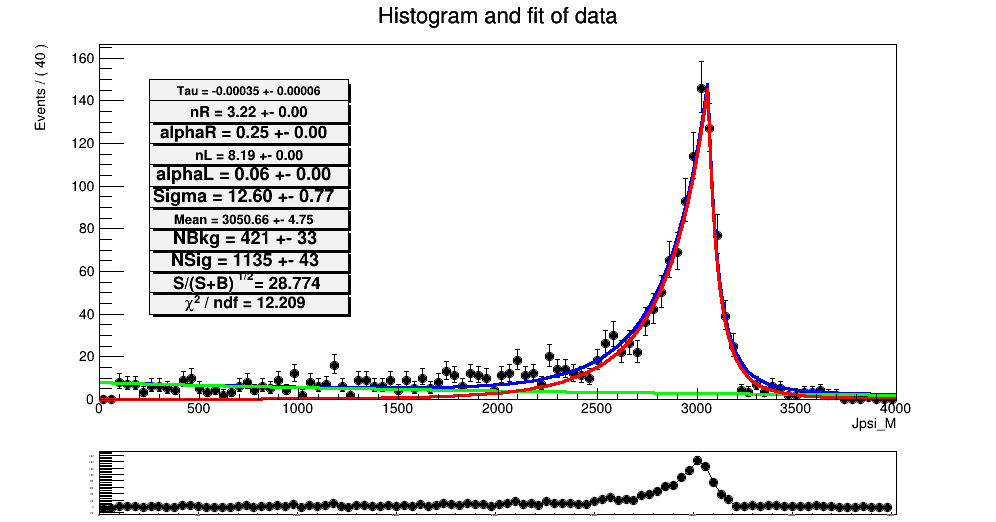 Histogram and fit of data
Events / ( 40 )
160
140
120
100
80
60
40
20
0
Tau = -0.00035 +- 0.00006
nR = 3.22 +- 0.00
alphaR = 0.25 +- 0.00
nL = 8.19 +- 0.00
alphaL = 0.06 +- 0.00
Sigma = 12.60 +- 0.77
Mean = 3050.66 +- 4.75
NBkg = 421 +- 33
NSig = 1135 +- 43
S/(S+B) 1/2 = 28.774
χ2 / ndf = 12.209
0 500 1000 1500 2000 2500 3000 3500 4000
Jpsi_M